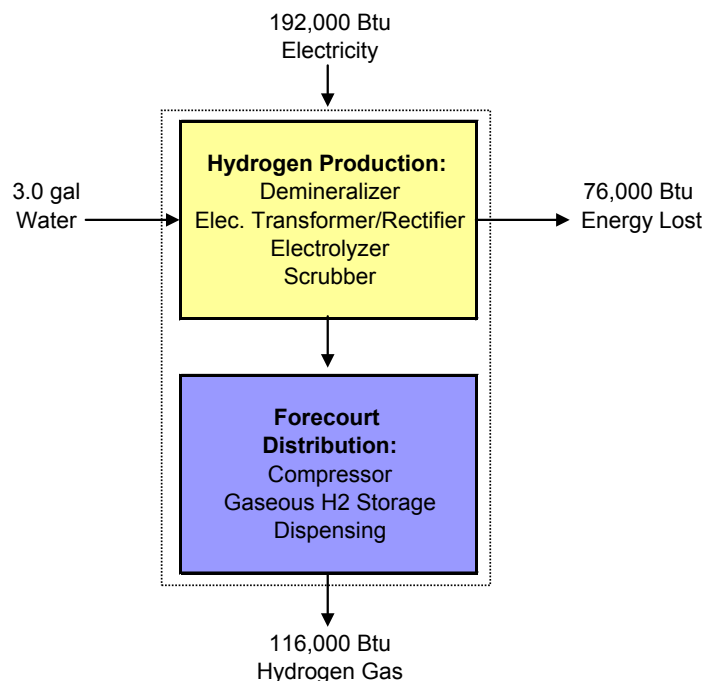 192,000 Btu
Electricity
Hydrogen Production:
Demineralizer
Elec. Transformer/Rectifier
Electrolyzer
Scrubber
3.0 gal
Water
76,000 Btu
Energy Lost
Forecourt
Distribution:
Compressor
Gaseous H2 Storage
Dispensing
116,000 Btu
Hydrogen Gas